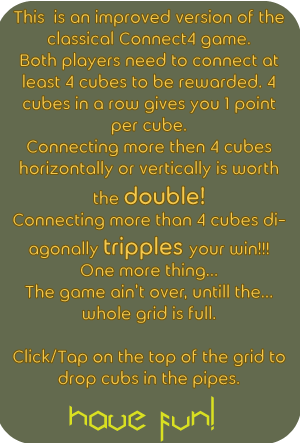 This is an improved version of the
classical Connect4 game.
Both players need to connect at
least 4 cubes to be rewarded. 4
cubes in a row gives you 1 point
per cube.
Connecting more then 4 cubes
horizontally or vertically is worth
the double!
Connecting more than 4 cubes di-
agonally tripples your win!!!
One more thing...
The game ain't over, untill the...
whole grid is full.
Click/Tap on the top of the grid to
drop cubs in the pipes.
have fun!